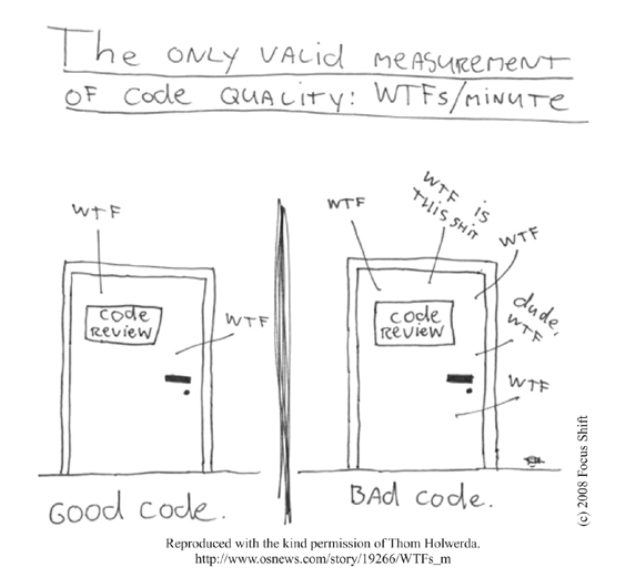 The ONLY VALid MEASUREMENT
OF code QUALITY: WTFs/MINUTE
WTF
code
REVIEW
WTF
Good code.
WTF
WTF IS
THIS SHIT
WTF
code
REVIEW
dude,
WTF
WTF
BAd code.
(c) 2008 Focus Shift
Reproduced with the kind permission of Thom Holwerda.
http://www.osnews.com/story/19266/WTFs_m